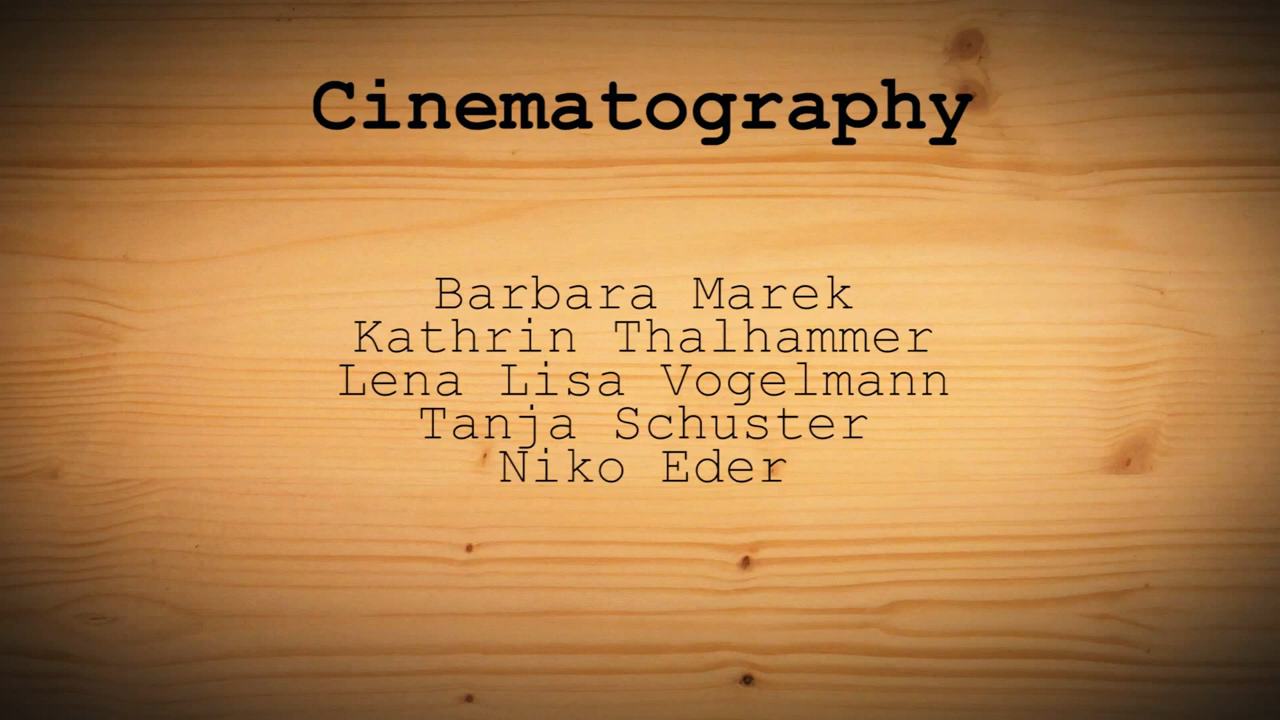 Cinematography
Barbara Marek
Kathrin Thalhammer
Lena Lisa Vogelmann
Tanja Schuster
Niko Eder